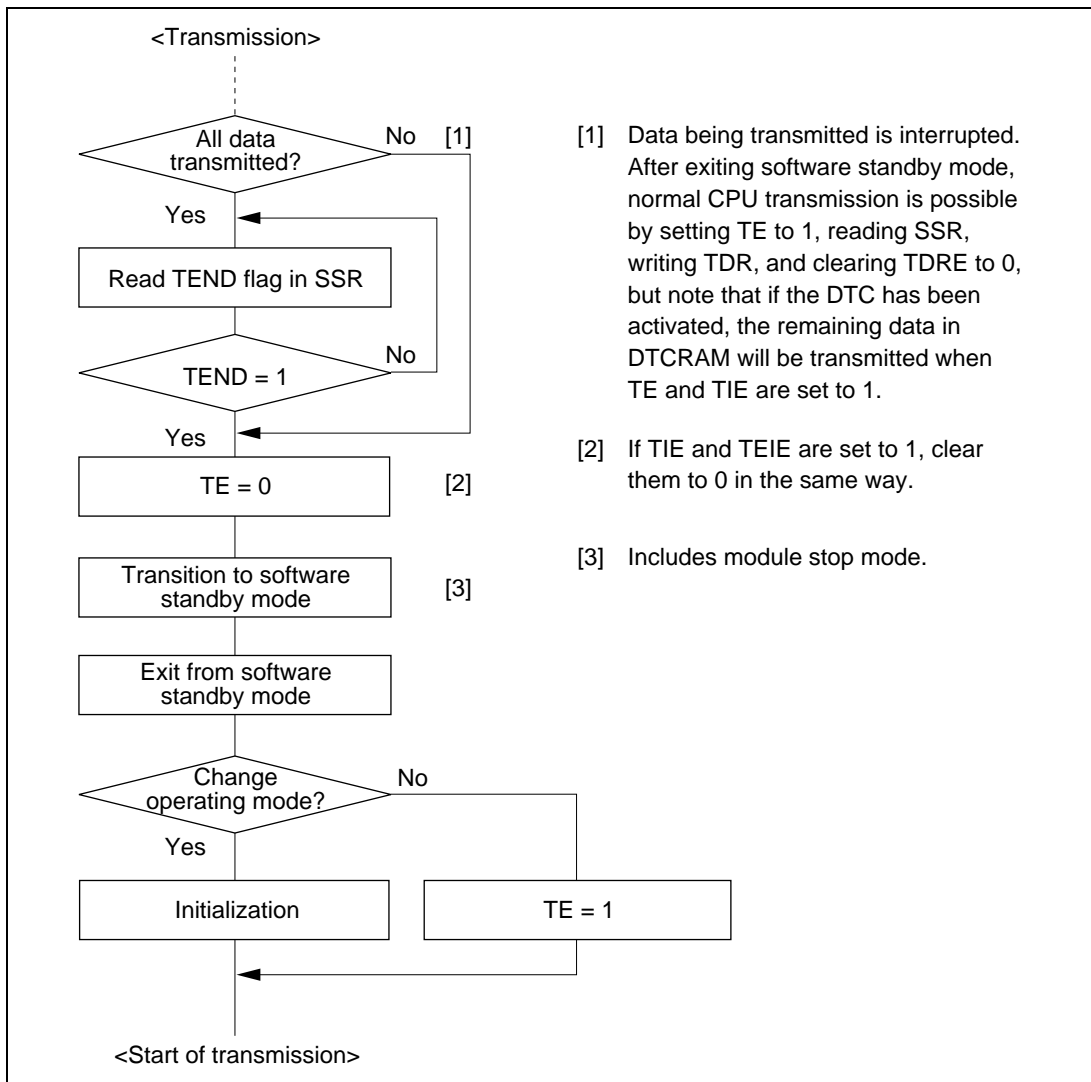 <Transmission>
All data
transmitted?
No [1]
Yes
Read TEND flag in SSR
TEND = 1
No
Yes
TE = 0
[2]
Transition to software
standby mode
[3]
Exit from software
standby mode
Change
operating mode?
No
Yes
Initialization
TE = 1
<Start of transmission>
[1] Data being transmitted is interrupted.
After exiting software standby mode,
normal CPU transmission is possible
by setting TE to 1, reading SSR,
writing TDR, and clearing TDRE to 0,
but note that if the DTC has been
activated, the remaining data in
DTCRAM will be transmitted when
TE and TIE are set to 1.
[2] If TIE and TEIE are set to 1, clear
them to 0 in the same way.
[3] Includes module stop mode.